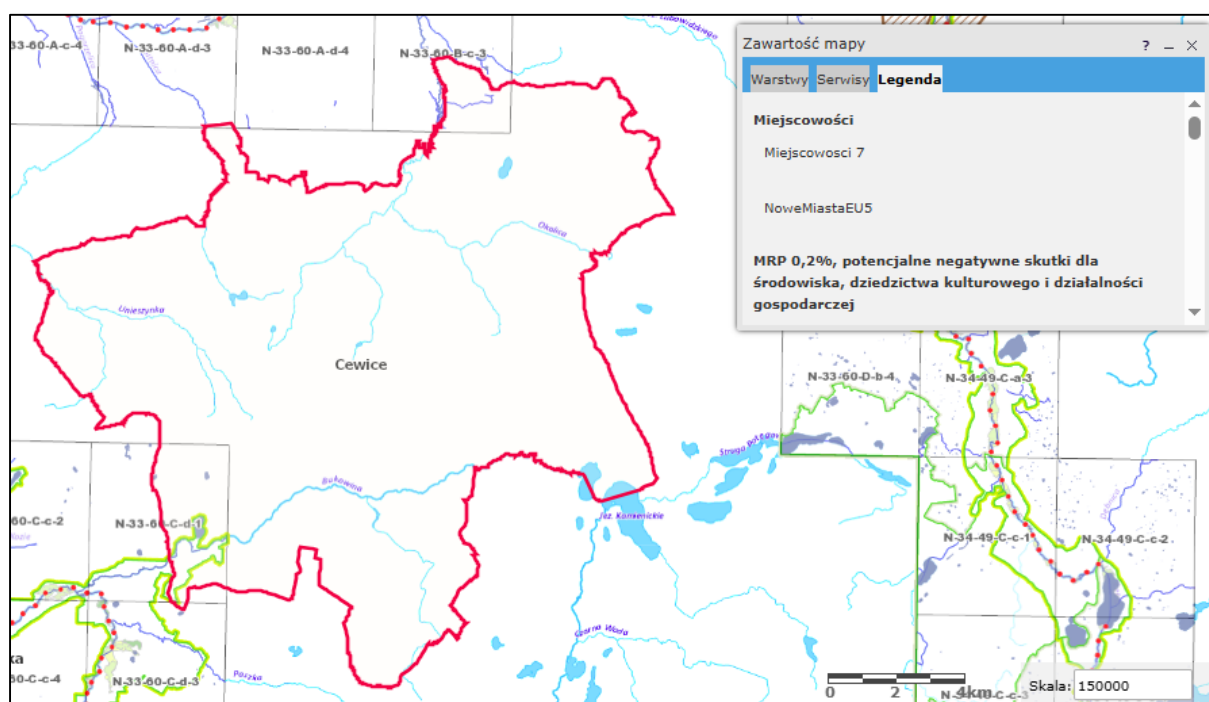 33-60-A-c-4
N-33-60-A-d-3
N-33-60-A-d-4
N-33-60-B-c-3
Zawartość mapy
? _ ×
Warstwy Serwisy Legenda
Miejscowości
Miejscowosci 7
NoweMiastaEU5
MRP 0,2%, potencjalne negatywne skutki dla
środowiska, dziedzictwa kulturowego i działalności
gospodarczej
Okalica
Unieszynka
Cewice
N-33-60-D-b-4
N-34-49-C-a-3
Bukowina
Jez. Kamienickie
60-C-c-2
N-33-60-C-d-1
N-34-49-C-c-1
N-34-49-C-c-2
Czarna Woda
ka
60-C-c-4
N-33-60-C-d-3
0 2 4km
Skala: 150000